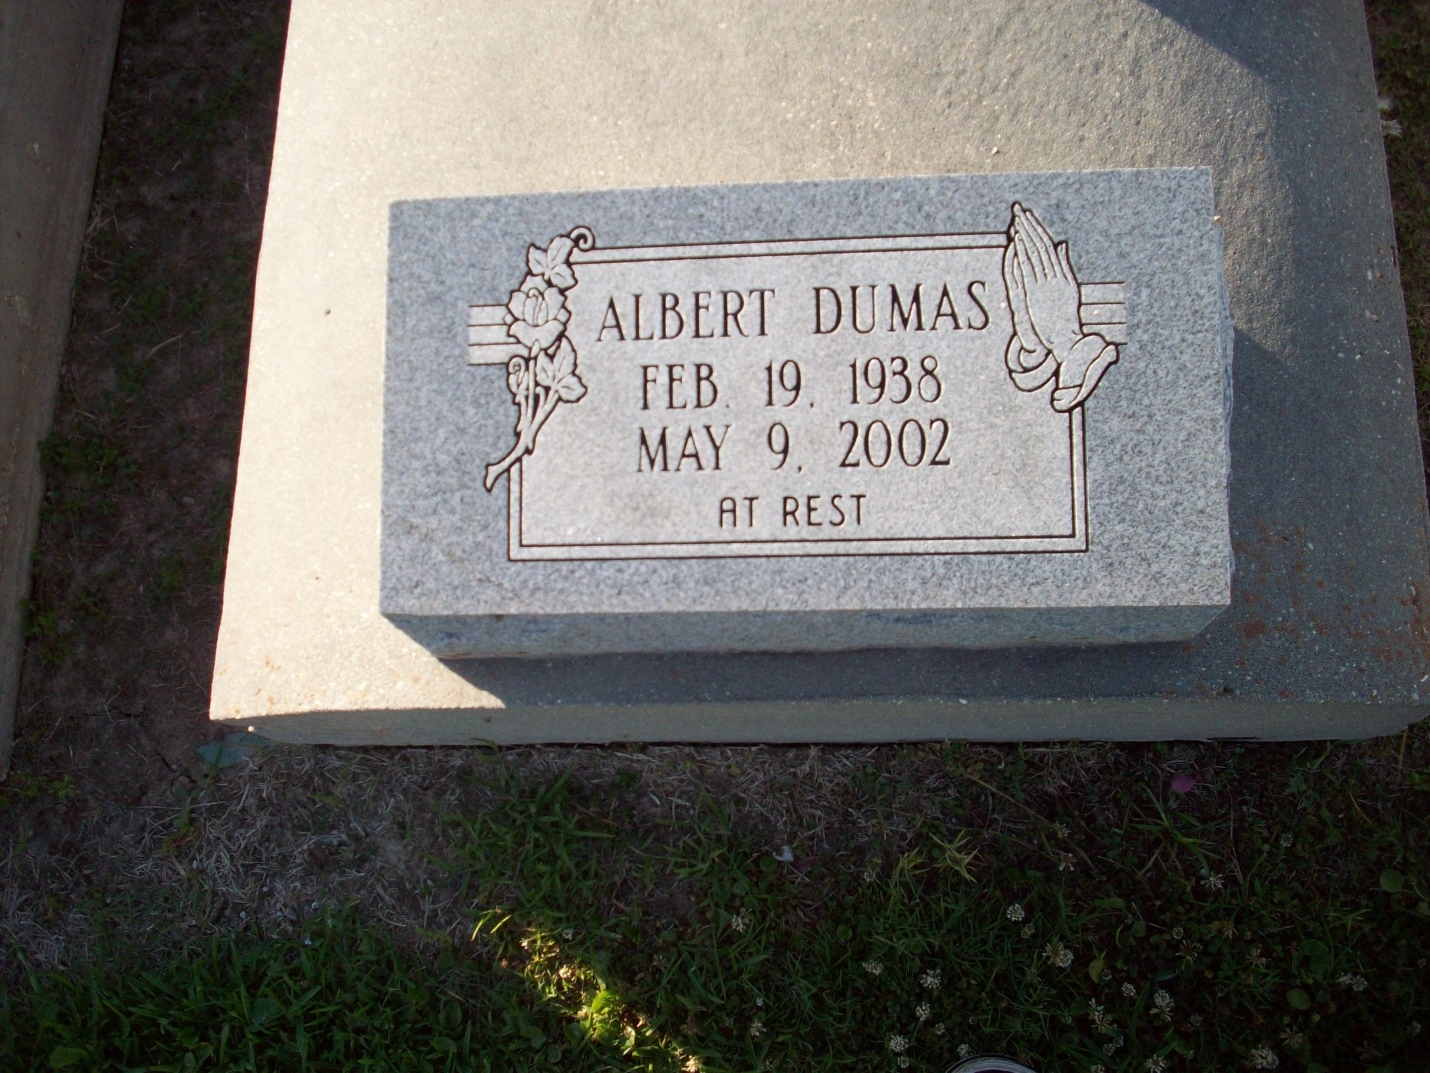 ALBERT DUMAS
FEB. 19, 1938
MAY 9, 2002
AT REST